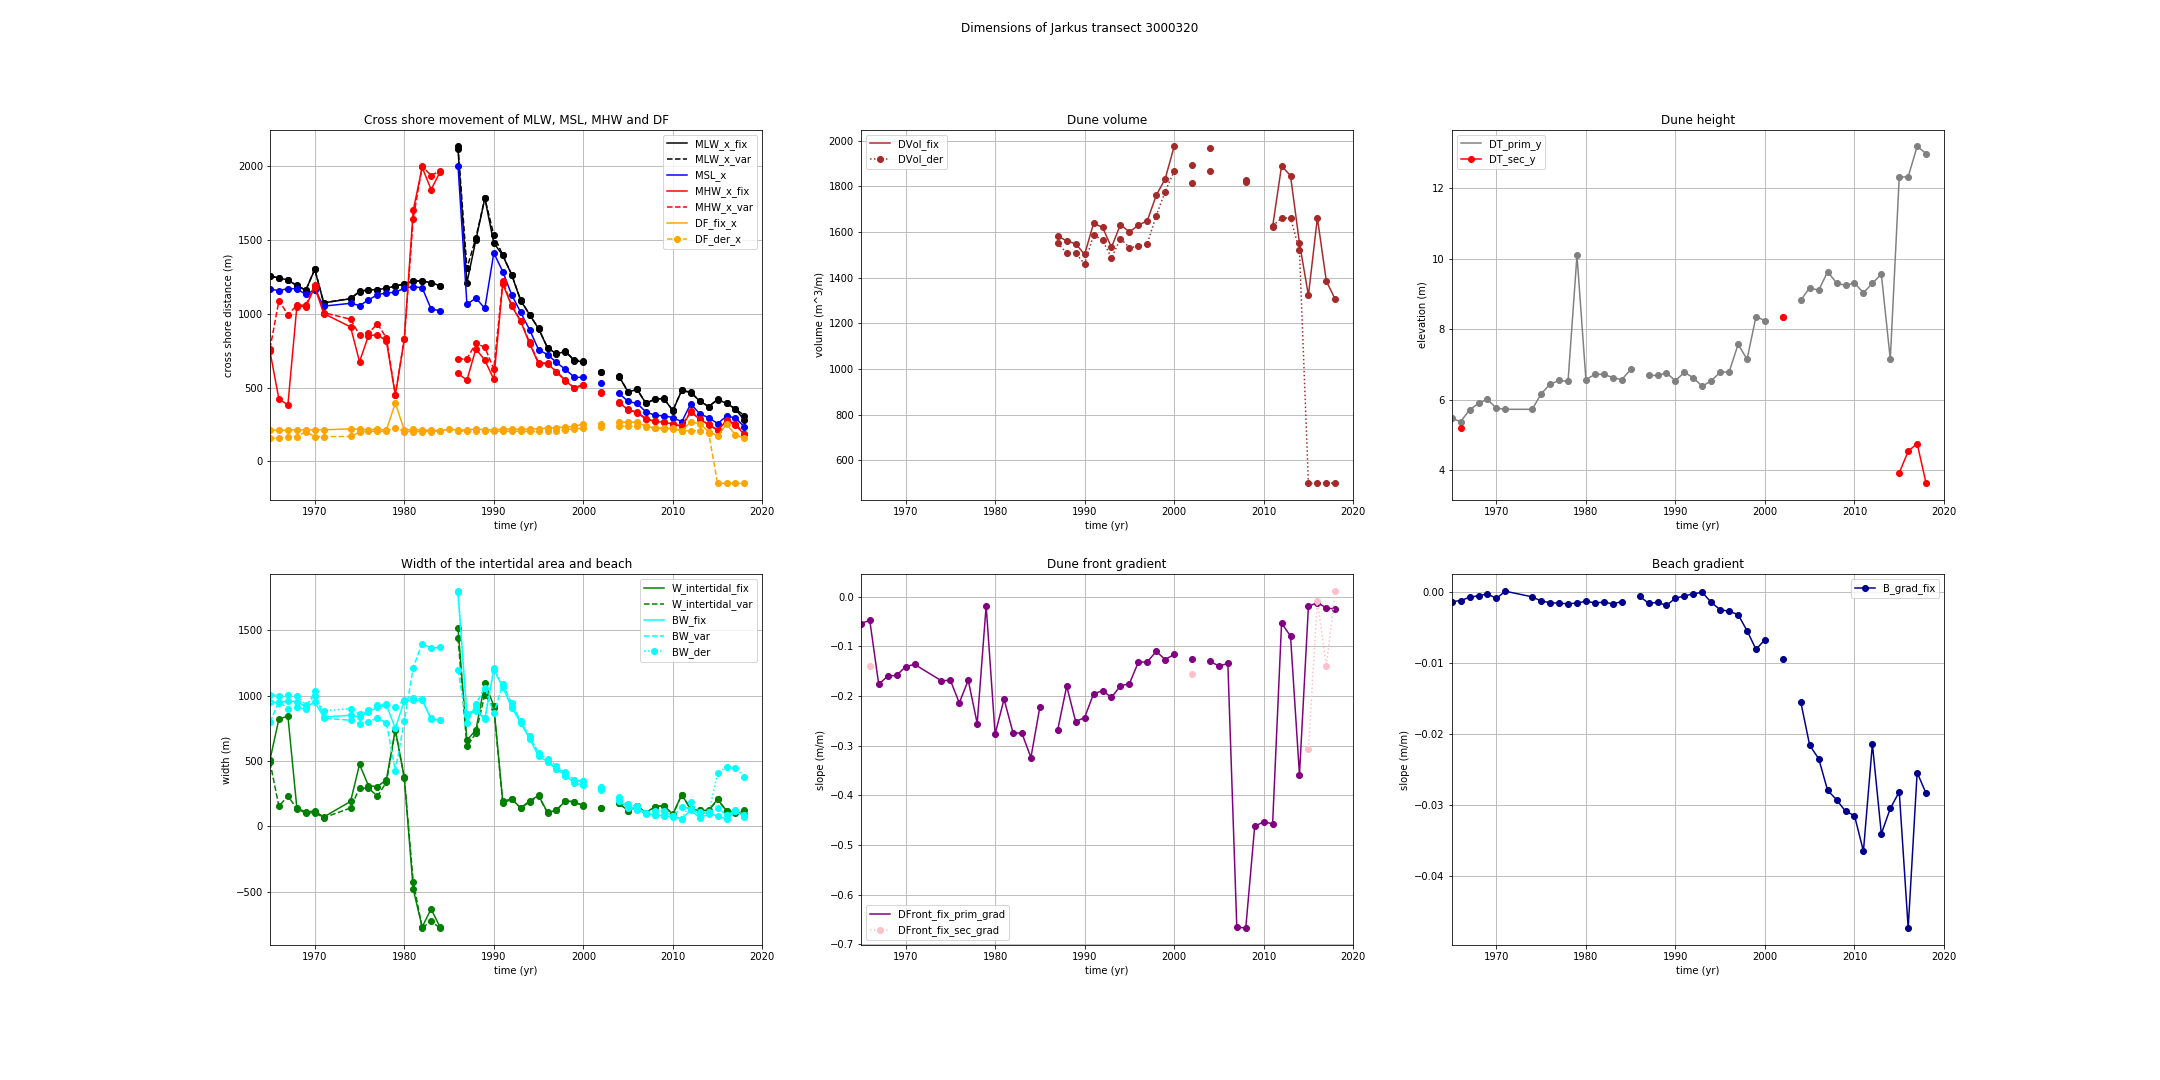 Dimensions of Jarkus transect 3000320
Cross shore movement of MLW, MSL, MHW and DF
cross shore distance (m)
2000
1500
1000
500
0
MLW_x_fix
MLW_x_var
MSL_x
MHW_x_fix
MHW_x_var
DF_fix_x
DF_der_x
1970 1980 1990 2000 2010 2020
time (yr)
Dune volume
volume (m^3/m)
2000
1800
1600
1400
1200
1000
800
600
DVol_fix
DVol_der
1970 1980 1990 2000 2010 2020
time (yr)
Dune height
elevation (m)
12
10
8
6
4
DT_prim_y
DT_sec_y
1970 1980 1990 2000 2010 2020
time (yr)
Width of the intertidal area and beach
width (m)
1500
1000
500
0
−500
W_intertidal_fix
W_intertidal_var
BW_fix
BW_var
BW_der
1970 1980 1990 2000 2010 2020
time (yr)
Dune front gradient
slope (m/m)
0.0
−0.1
−0.2
−0.3
−0.4
−0.5
−0.6
−0.7
DFront_fix_prim_grad
DFront_fix_sec_grad
1970 1980 1990 2000 2010 2020
time (yr)
Beach gradient
slope (m/m)
0.00
−0.01
−0.02
−0.03
−0.04
B_grad_fix
1970 1980 1990 2000 2010 2020
time (yr)